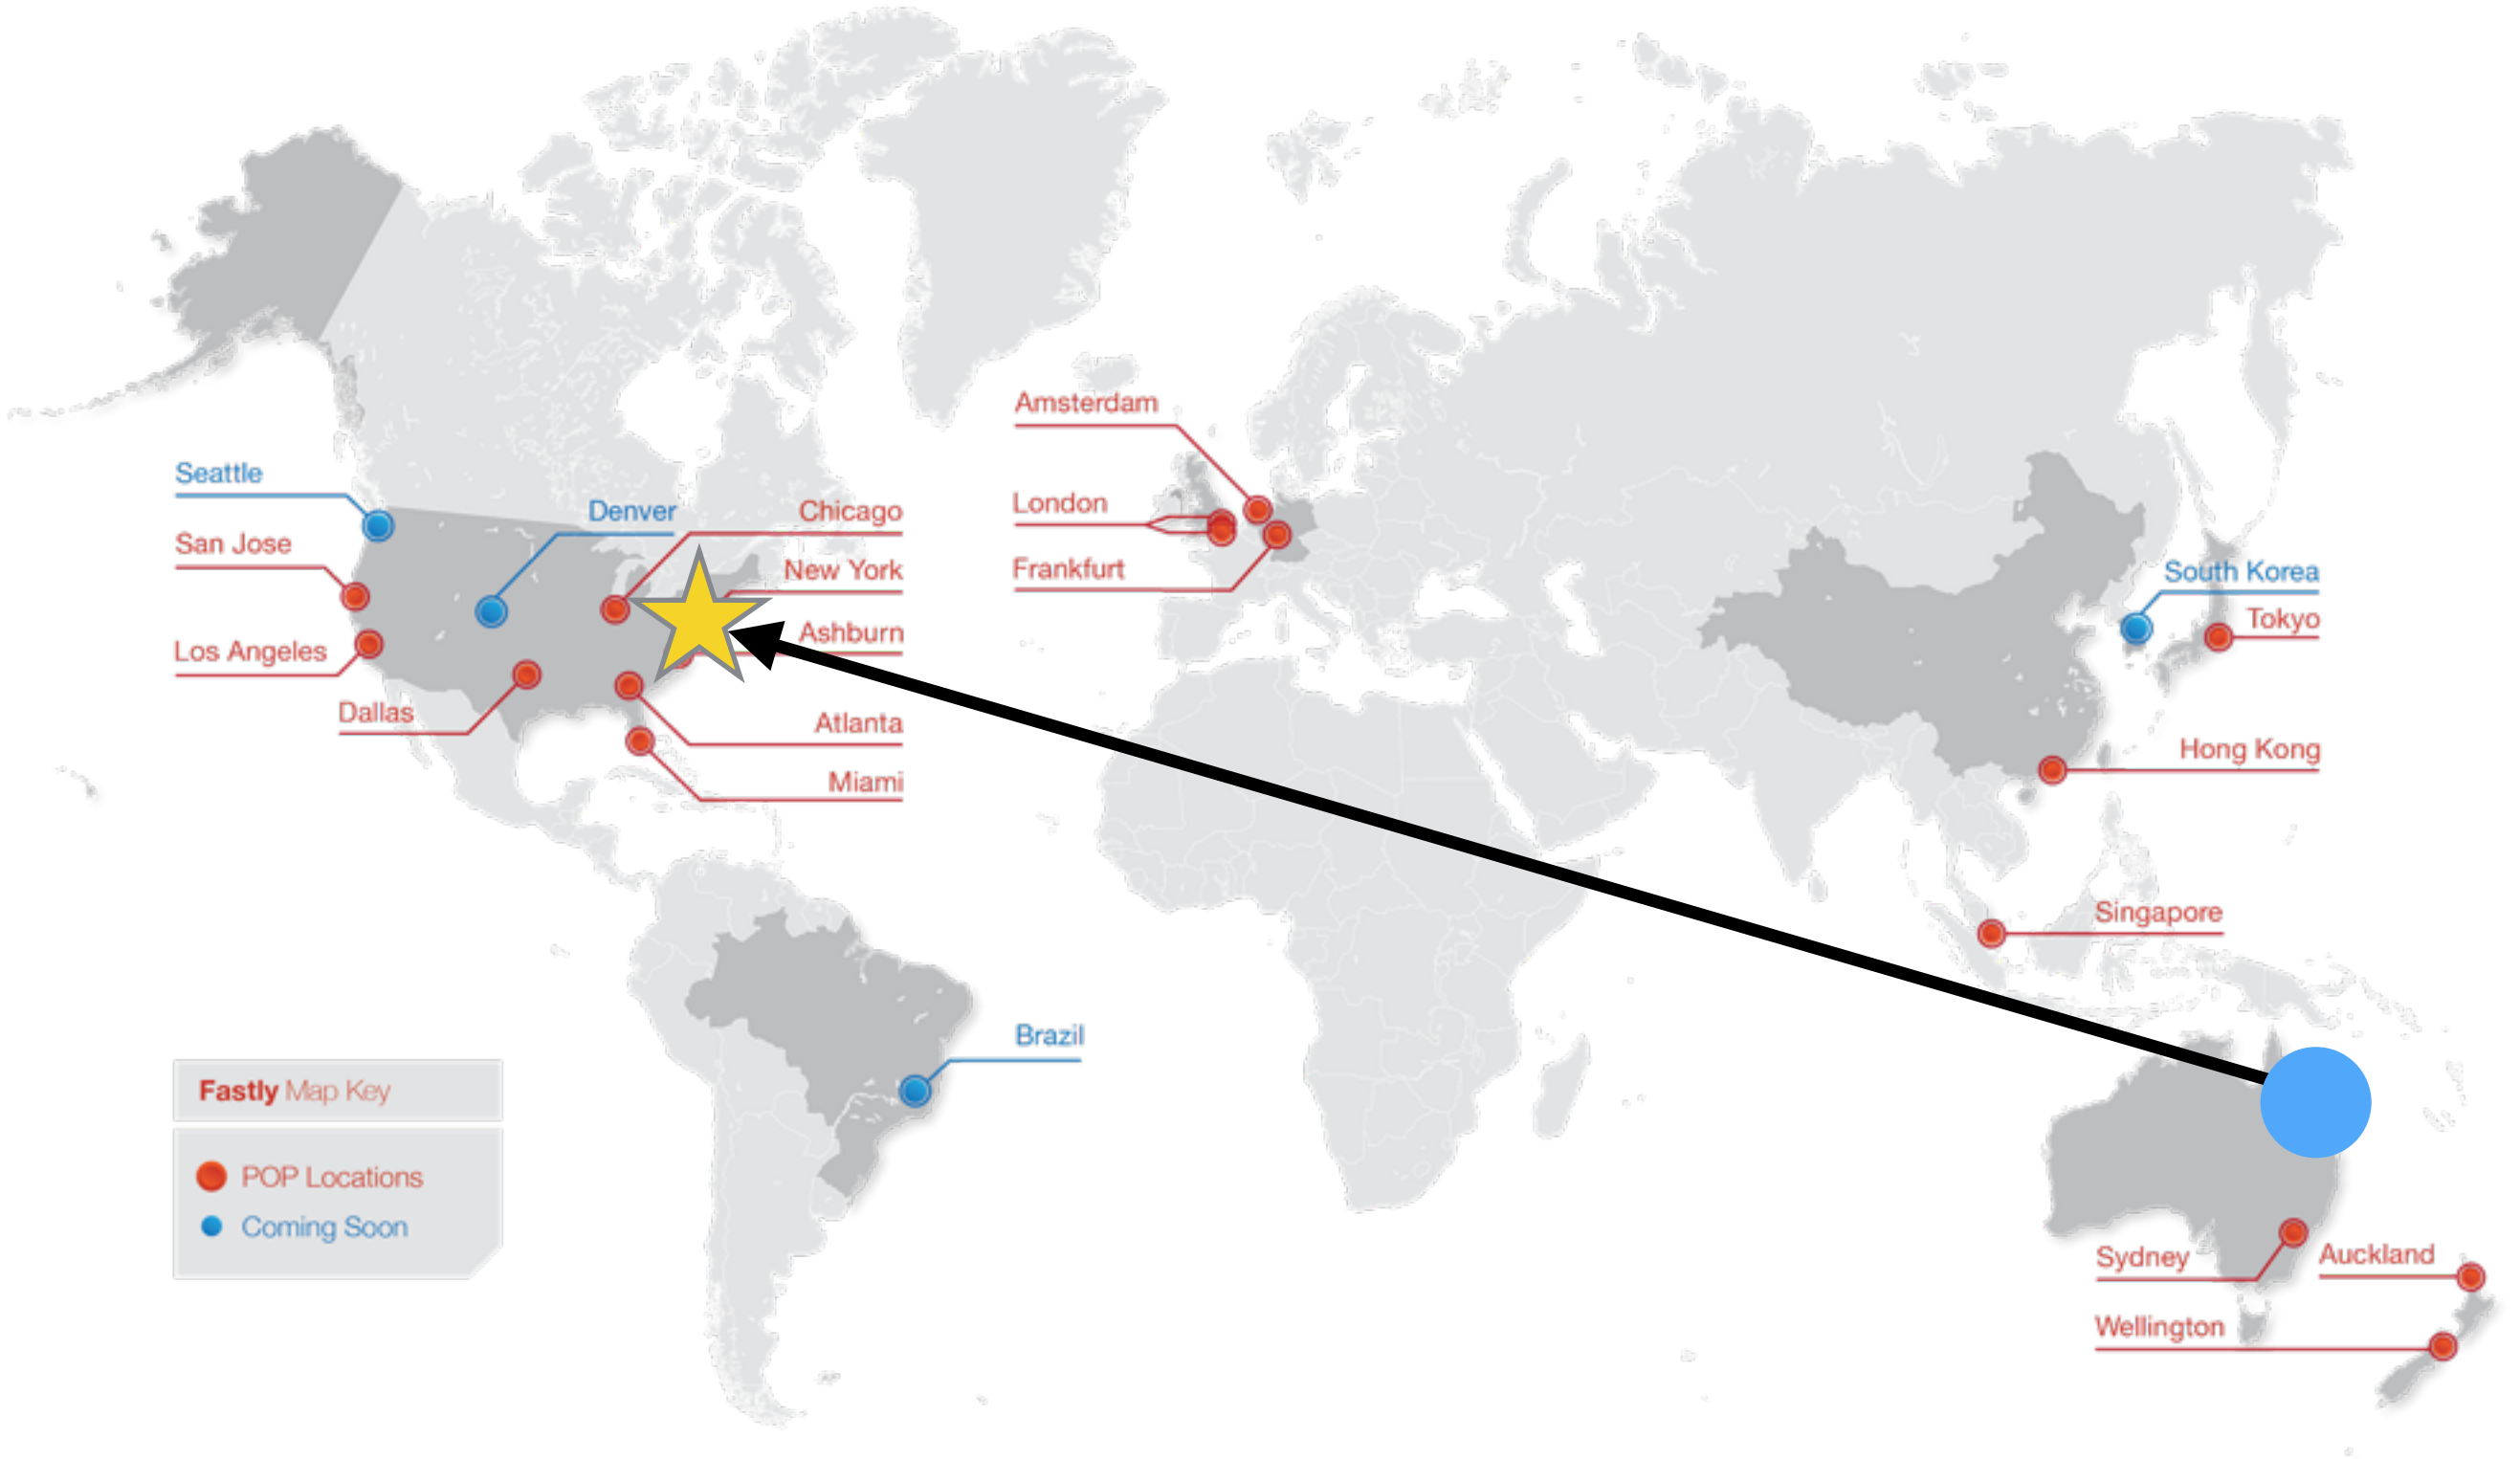 Amsterdam
Seattle
Denver
Chicago
London
San Jose
New York
Frankfurt
South Korea
Tokyo
Ashburn
Los Angeles
Dallas
Atlanta
Hong Kong
Miami
Singapore
Brazil
Fastly Map Key
POP Locations
Coming Soon
Sydney
Auckland
Wellington